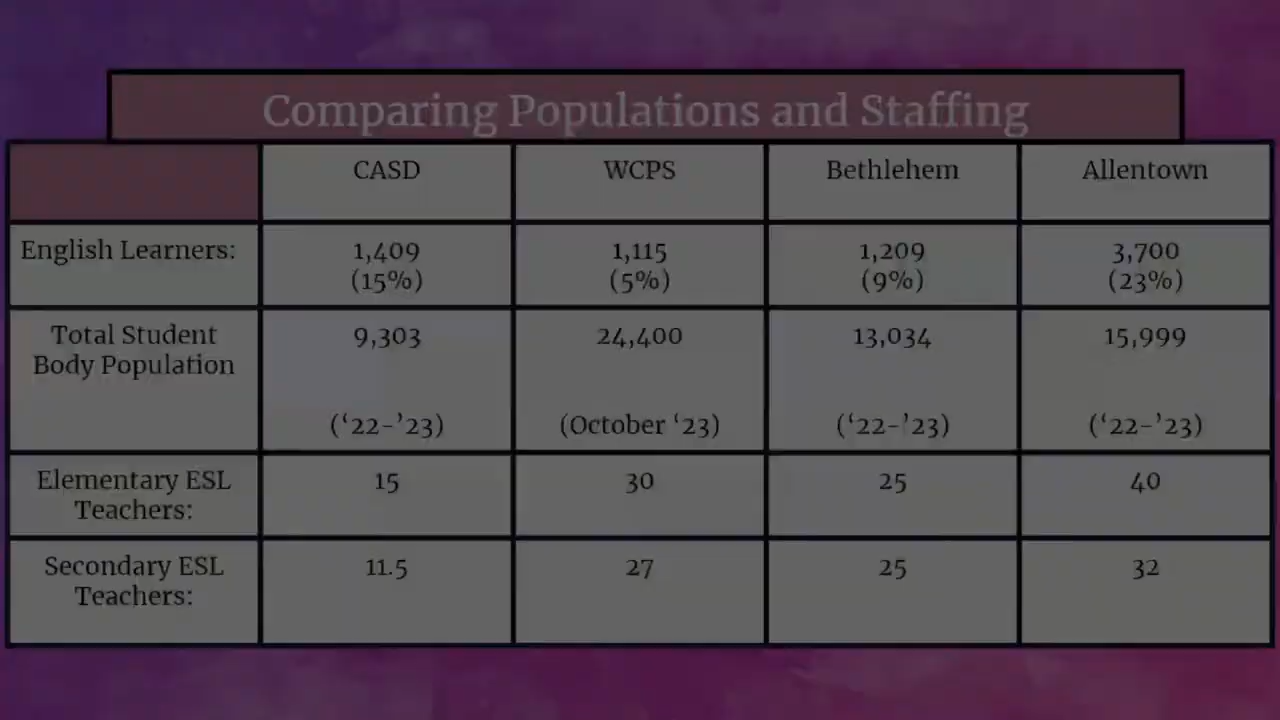 Comparing Populations and Staffing
CASD WCPS Bethlehem Allentown
English Learners: 1,409 1,115 1,209 3,700
(15%) (5%) (9%) (23%)
Total Student 9,303 24,400 13,034 15,999
Body Population
(‘22-’23) (October ‘23) (‘22-’23) (‘22-’23)
Elementary ESL 15 30 25 40
Teachers:
Secondary ESL 11.5 27 25 32
Teachers: